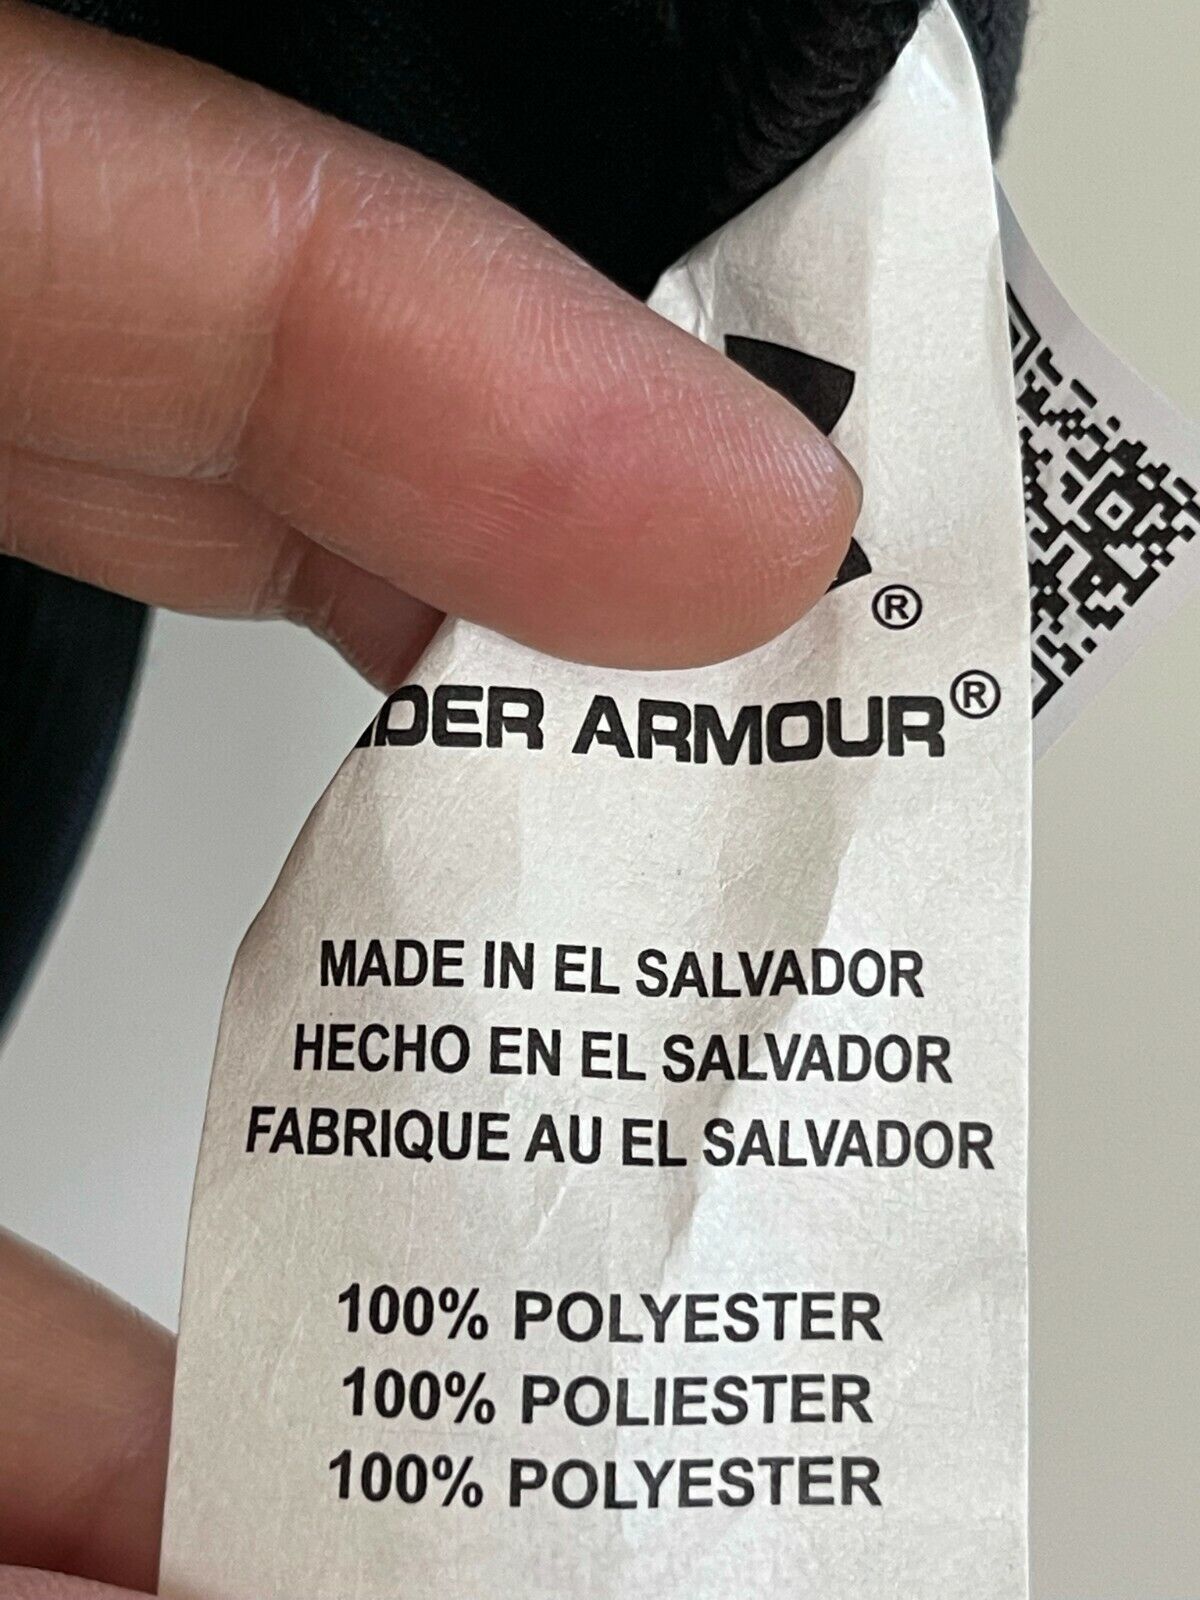 ®
DER ARMOUR®
MADE IN EL SALVADOR
HECHO EN EL SALVADOR
FABRIQUE AU EL SALVADOR
100% POLYESTER
100% POLIESTER
100% POLYESTER